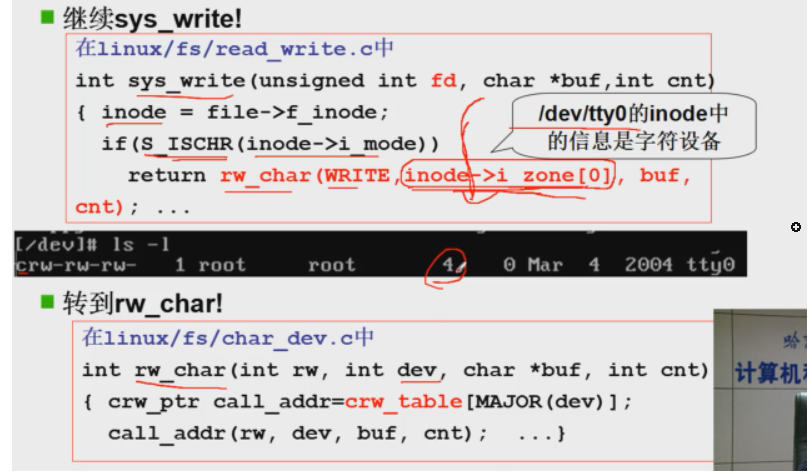 继续sys_write!
在linux/fs/read_write.c中
int sys_write(unsigned int fd, char *buf,int cnt)
{ inode = file->f_inode;
/dev/tty0的inode中
的信息是字符设备
if(S_ISCHR(inode->i_mode))
return rw_char(WRITE,inode->i_zone[0], buf,
cnt); ...
[/dev]# ls -l
crw-rw-rw- 1 root root 4, 0 Mar 4 2004 tty0
转到rw_char!
在linux/fs/char_dev.c中
int rw_char(int rw, int dev, char *buf, int cnt)
{ crw_ptr call_addr=crw_table[MAJOR(dev)];
call_addr(rw, dev, buf, cnt); ...}
计算机